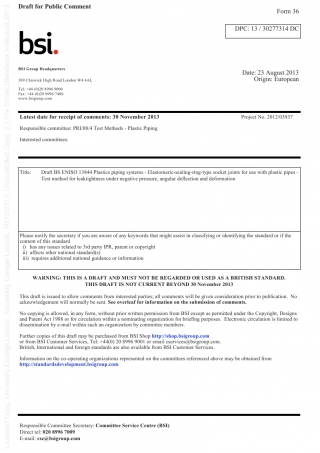 Draft for Public Comment
Form 36
DPC: 13 / 30277314 DC
bsi.
BSI Group Headquarters
389 Chiswick High Road London W4 4AL
Tel: +44 (0)20 8996 9000
Fax: +44 (0)20 8996 7400
www.bsigroup.com
Date: 23 August 2013
Origin: European
Latest date for receipt of comments: 30 November 2013
Project No. 2012/03937
Responsible committee: PRI/88/4 Test Methods - Plastic Piping
Interested committees:
Title:
Draft BS ENISO 13844 Plastics piping systems - Elastomeric-sealing-ring-type socket joints for use with plastic pipes -
Test method for leaktightness under negative pressure, angular deflection and deformation
Please notify the secretary if you are aware of any keywords that might assist in classifying or identifying the standard or if the
content of this standard
i) has any issues related to 3rd party IPR, patent or copyright
ii) affects other national standard(s)
iii) requires additional national guidance or information
WARNING: THIS IS A DRAFT AND MUST NOT BE REGARDED OR USED AS A BRITISH STANDARD.
THIS DRAFT IS NOT CURRENT BEYOND 30 November 2013
This draft is issued to allow comments from interested parties; all comments will be given consideration prior to publication. No
acknowledgement will normally be sent. See overleaf for information on the submission of comments.
No copying is allowed, in any form, without prior written permission from BSI except as permitted under the Copyright, Designs
and Patent Act 1988 or for circulation within a nominating organization for briefing purposes. Electronic circulation is limited to
dissemination by e-mail within such an organization by committee members.
Further copies of this draft may be purchased from BSI Shop http://shop.bsigroup.com
or from BSI Customer Services, Tel: +44(0) 20 8996 9001 or email cservices@bsigroup.com.
British, International and foreign standards are also available from BSI Customer Services.
Information on the co-operating organizations represented on the committees referenced above may be obtained from
http://standardsdevelopment.bsigroup.com
Responsible Committee Secretary: Committee Service Centre (BSI)
Direct tel: 020 8996 7009
E-mail: csc@bsigroup.com